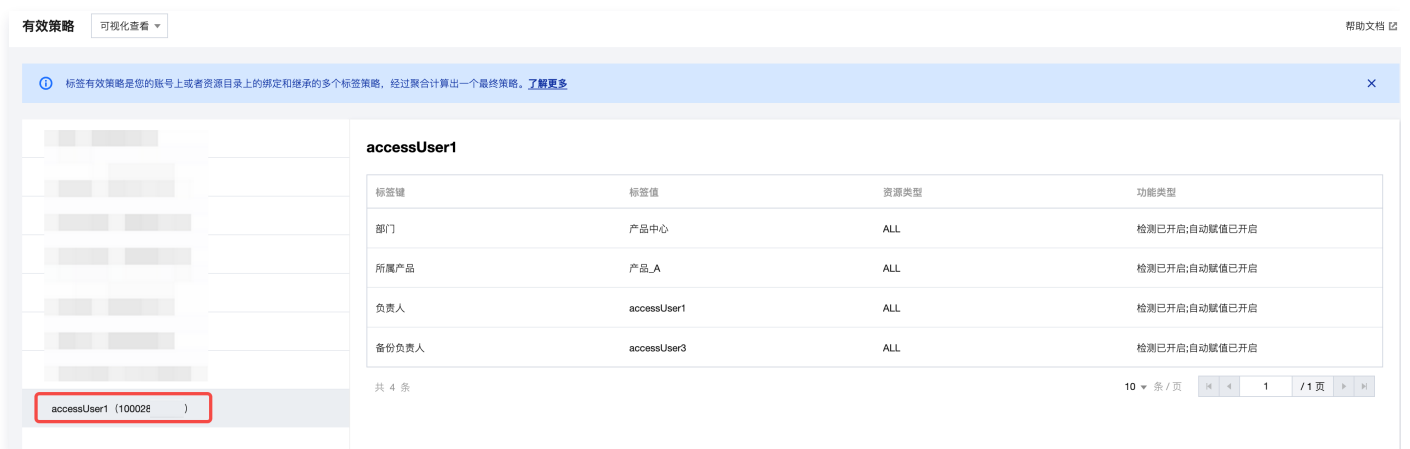 有效策略 可视化查看 帮助文档
标签有效策略是您的账号上或者资源目录上的绑定和继承的多个标签策略，经过聚合计算出一个最终策略。了解更多
accessUser1
标签键 标签值 资源类型 功能类型
部门 产品中心 ALL 检测已开启;自动赋值已开启
所属产品 产品_A ALL 检测已开启;自动赋值已开启
负责人 accessUser1 ALL 检测已开启;自动赋值已开启
备份负责人 accessUser3 ALL 检测已开启;自动赋值已开启
共 4 条 10 条 / 页 1 / 1 页
accessUser1（100028 ）